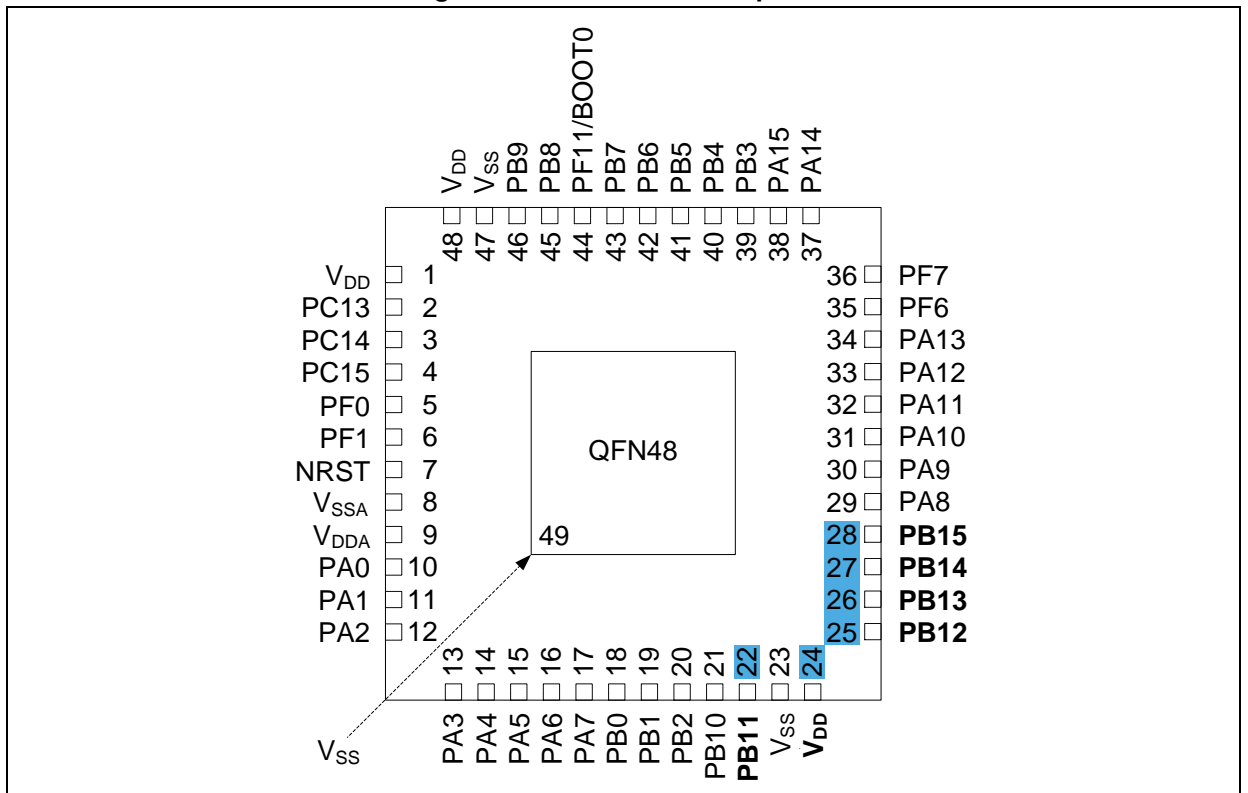 PF11/BOOT0
VDD
VSS
PB9
PB8
PB7
PB6
PB5
PB4
PB3
PA15
PA14
48
47
46
45
44
43
42
41
40
39
38
37
VDD 1
PC13 2
PC14 3
PC15 4
PF0 5
PF1 6
NRST 7
VSSA 8
VDDA 9
PA0 10
PA1 11
PA2 12
36 PF7
35 PF6
34 PA13
33 PA12
32 PA11
31 PA10
30 PA9
29 PA8
28 PB15
27 PB14
26 PB13
25 PB12
QFN48
49
13
14
15
16
17
18
19
20
21
22
23
24
PA3
PA4
PA5
PA6
PA7
PB0
PB1
PB2
PB10
PB11
VSS
VDD
VSS